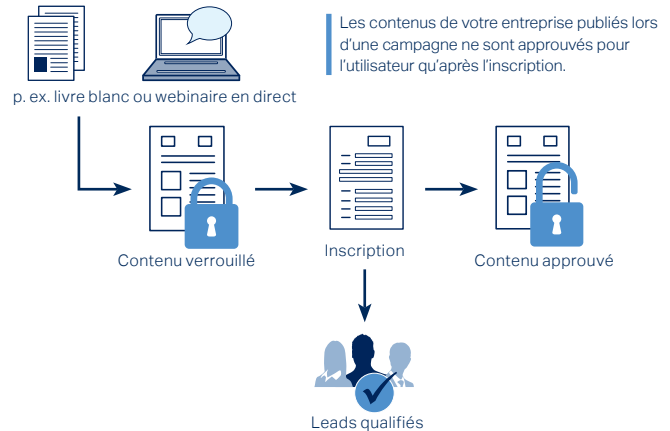 Les contenus de votre entreprise publiés lors
d'une campagne ne sont approuvés pour
l'utilisateur qu'après l'inscription.
p. ex. livre blanc ou webinaire en direct
Contenu verrouillé
Inscription
Contenu approuvé
Leads qualifiés